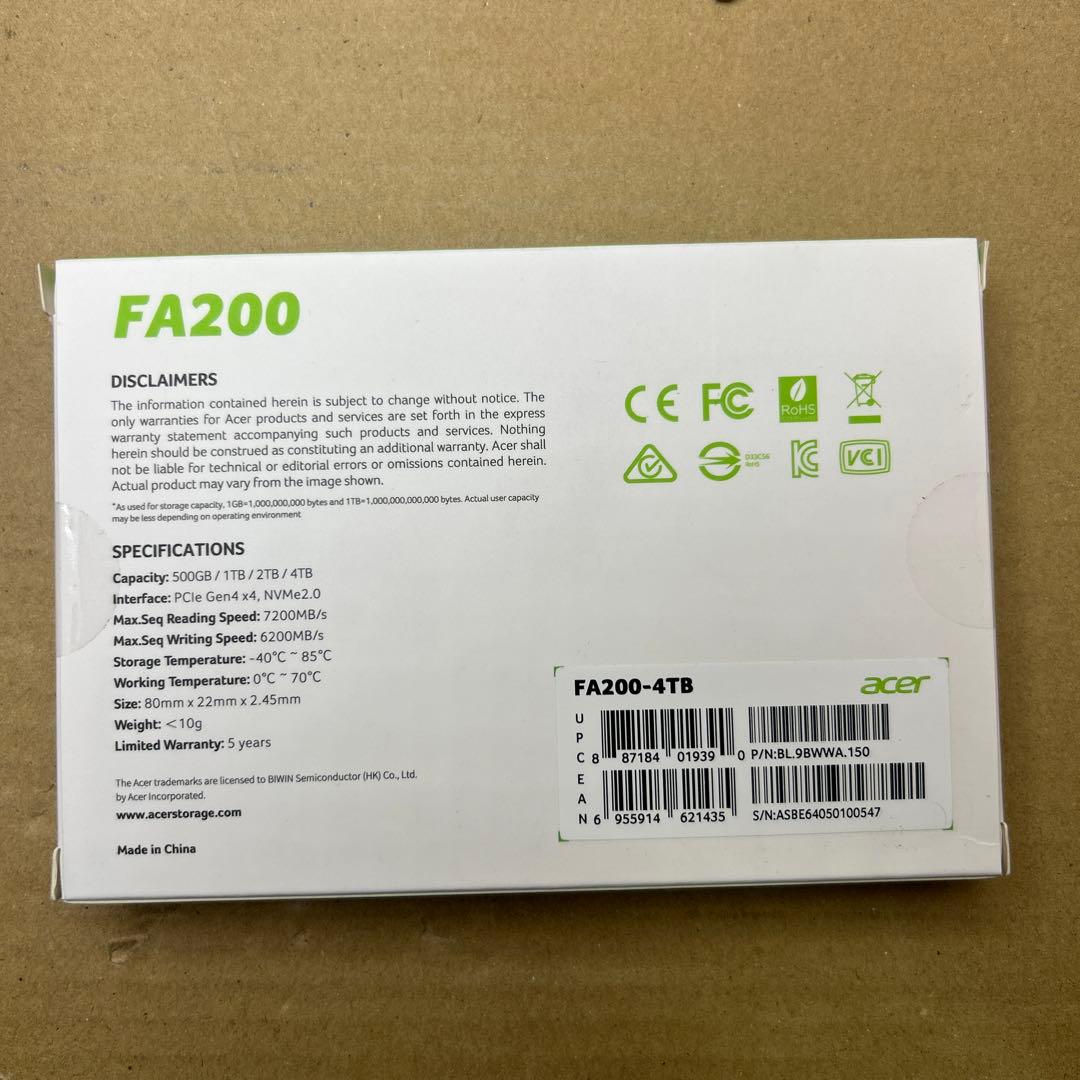 FA200
DISCLAIMERS
The information contained herein is subject to change without notice. The
only warranties for Acer products and services are set forth in the express
warranty statement accompanying such products and services. Nothing
herein should be construed as constituting an additional warranty. Acer shall
not be liable for technical or editorial errors or omissions contained herein.
Actual product may vary from the image shown.
*As used for storage capacity, 1GB=1,000,000,000 bytes and 1TB=1,000,000,000,000 bytes. Actual user capacity
may be less depending on operating environment
SPECIFICATIONS
Capacity: 500GB / 1TB / 2TB / 4TB
Interface: PCIe Gen4 x4, NVMe2.0
Max.Seq Reading Speed: 7200MB/s
Max.Seq Writing Speed: 6200MB/s
Storage Temperature: -40°C ~ 85°C
Working Temperature: 0°C ~ 70°C
Size: 80mm x 22mm x 2.45mm
Weight: <10g
Limited Warranty: 5 years
The Acer trademarks are licensed to BIWIN Semiconductor (HK) Co., Ltd.
by Acer Incorporated.
www.acerstorage.com
Made in China
CE FC RoHS
D33C56
RoHS
VCI
FA200-4TB acer
UPC 8 87184 01939 0
P/N:BL.9BWWA.150
EAN 6 955914 621435
S/N:ASBE64050100547